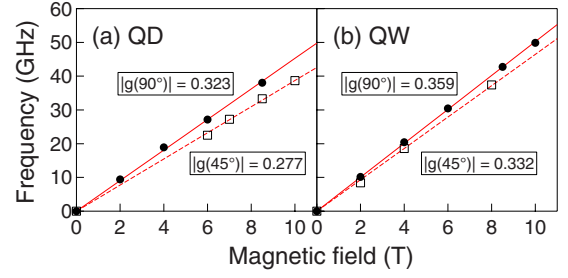 (a) QD
(b) QW
|g(90°)| = 0.323
|g(90°)| = 0.359
|g(45°)| = 0.277
|g(45°)| = 0.332
Frequency (GHz)
60
50
40
30
20
10
0
0 2 4 6 8 10 0 2 4 6 8 10
Magnetic field (T)